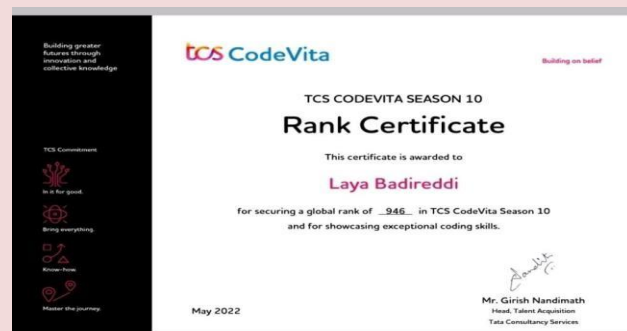 Building greater
futures through
innovation and
collective knowledge
TCS Commitment
In it for good.
Bring everything.
Know-how.
Master the journey.
tcs CodeVita
Building on belief
TCS CODEVITA SEASON 10
Rank Certificate
This certificate is awarded to
Laya Badireddi
for securing a global rank of 946 in TCS CodeVita Season 10
and for showcasing exceptional coding skills.
May 2022
Mr. Girish Nandimath
Head, Talent Acquisition
Tata Consultancy Services